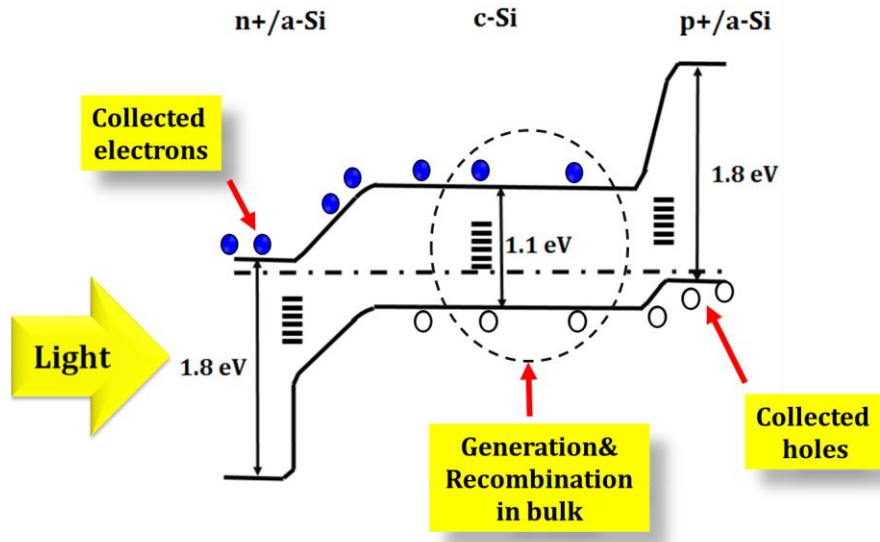 n+/a-Si
c-Si
p+/a-Si
Collected
electrons
1.8 eV
1.1 eV
Light
1.8 eV
Generation&
Recombination
in bulk
Collected
holes